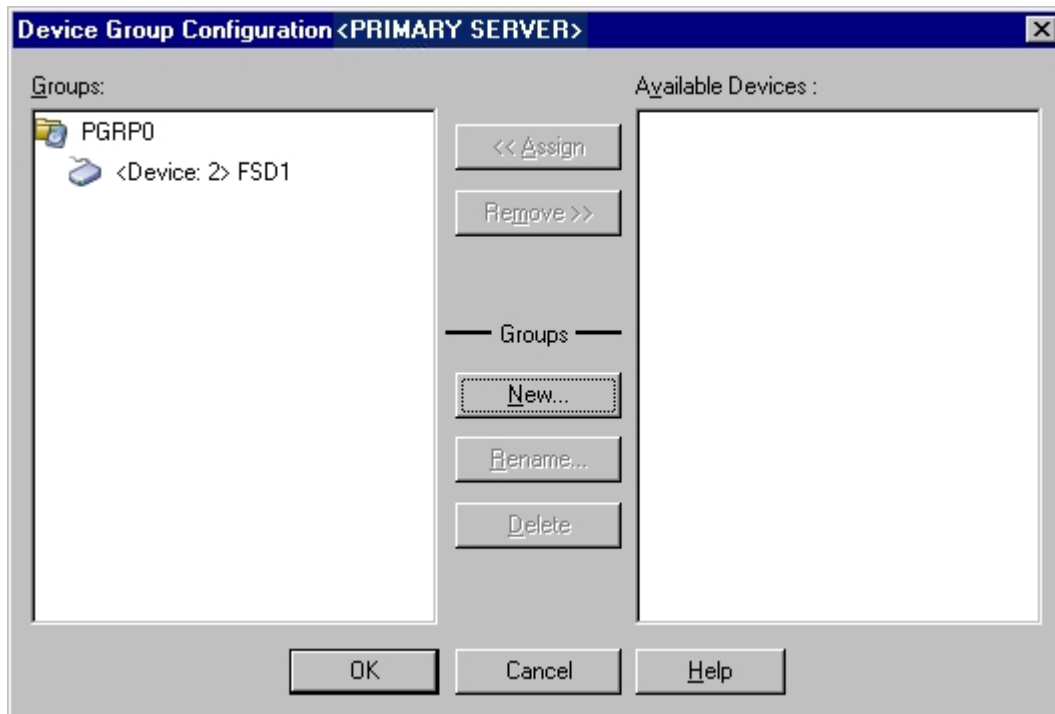 Device Group Configuration <PRIMARY SERVER>
Groups:
Available Devices :
PGRP0
<Device: 2> FSD1
<< Assign
Remove >>
Groups
New...
Rename...
Delete
OK
Cancel
Help